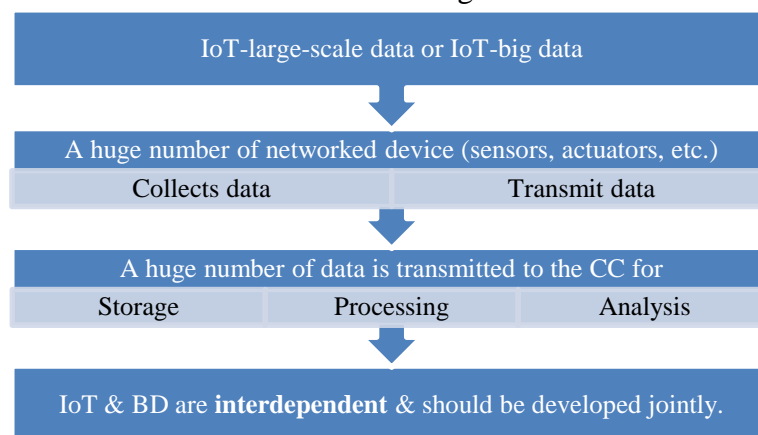 IoT-large-scale data or IoT-big data
A huge number of networked device (sensors, actuators, etc.)
Collects data
Transmit data
A huge number of data is transmitted to the CC for
Storage
Processing
Analysis
IoT & BD are interdependent & should be developed jointly.